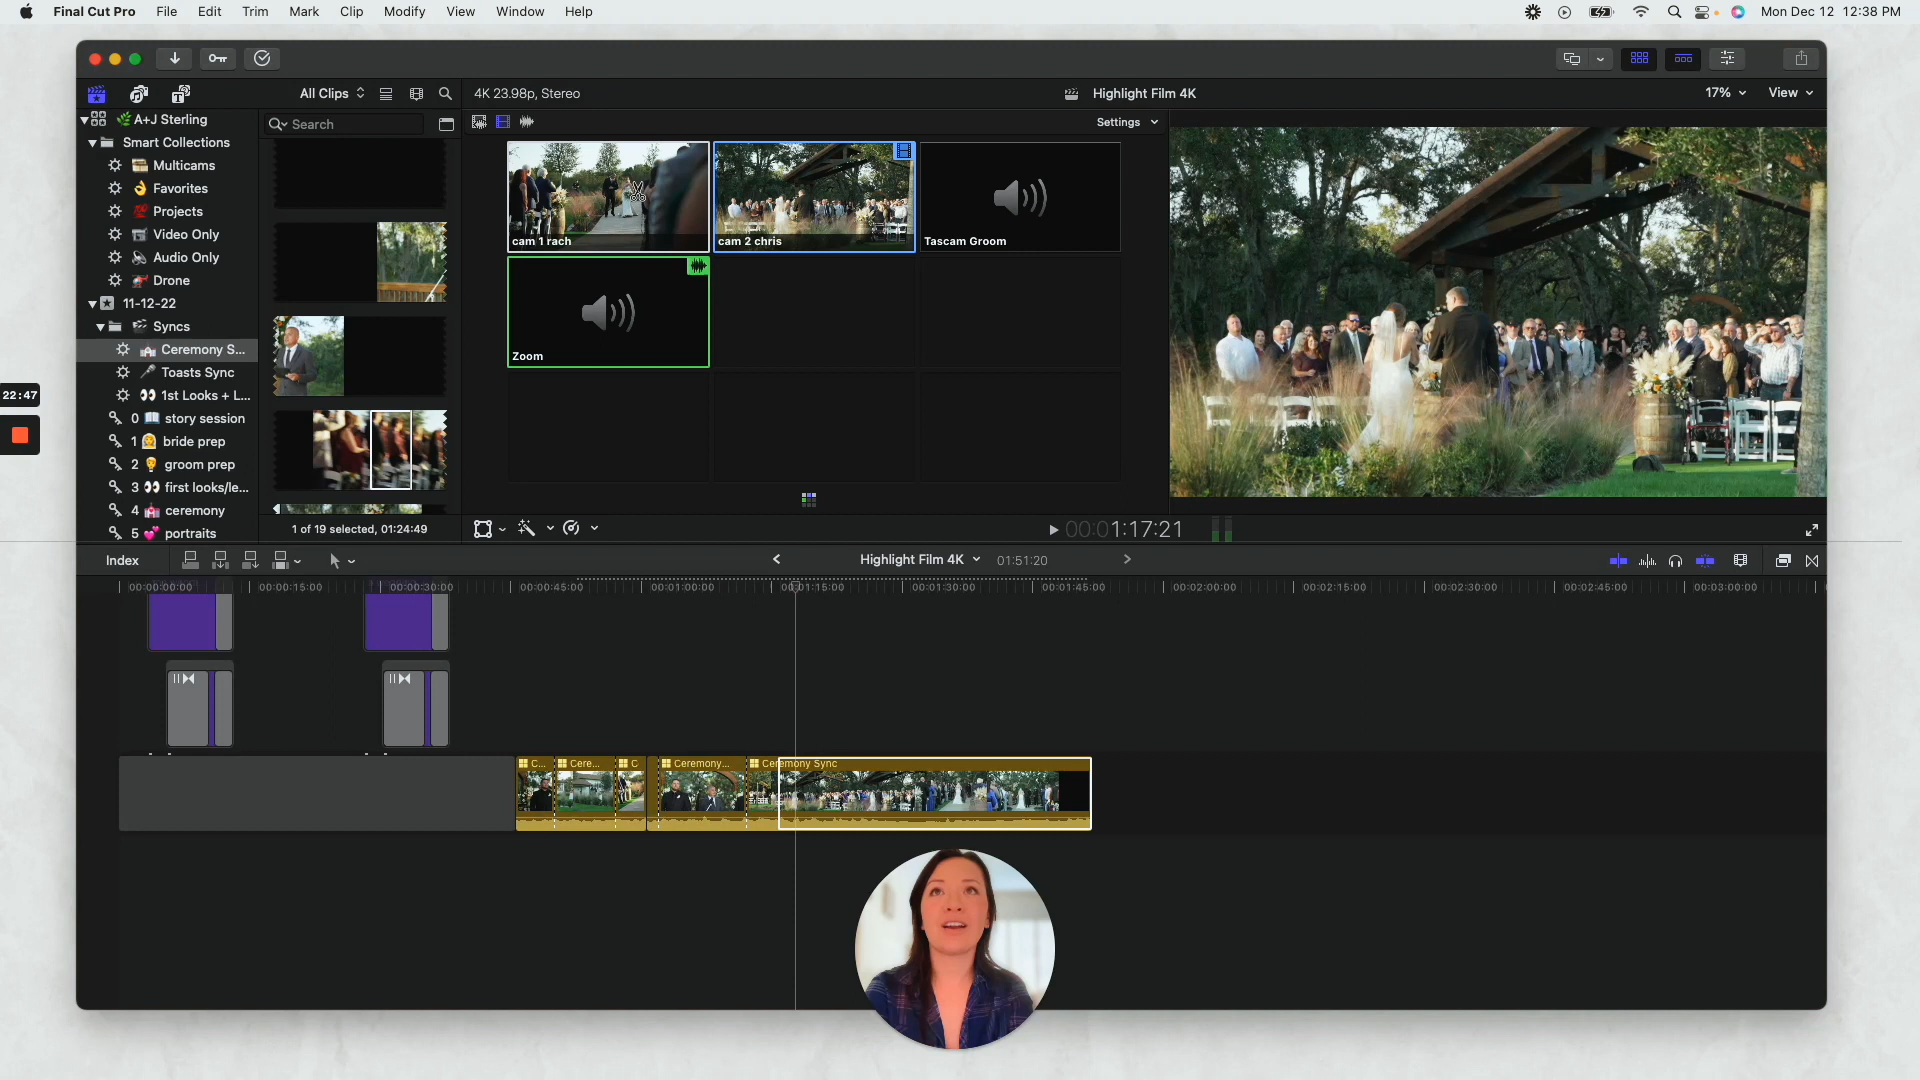 Final Cut Pro File Edit Trim Mark Clip Modify View Window Help
Mon Dec 12 12:38 PM
All Clips
4K 23.98p, Stereo
Highlight Film 4K
17%
View
A+J Sterling
Smart Collections
Multicams
Favorites
Projects
Video Only
Audio Only
Drone
11-12-22
Syncs
Ceremony S...
Toasts Sync
1st Looks + L...
0 story session
1 bride prep
2 groom prep
3 first looks/le...
4 ceremony
5 portraits
Search
1 of 19 selected, 01:24:49
Settings
cam 1 rach
cam 2 chris
Tascam Groom
Zoom
00:01:17:21
22:47
Index
Highlight Film 4K
01:51:20
00:00:00:00
00:00:15:00
00:00:30:00
00:00:45:00
00:01:00:00
00:01:15:00
00:01:30:00
00:01:45:00
00:02:00:00
00:02:15:00
00:02:30:00
00:02:45:00
00:03:00:00
C...
Cere...
C
Ceremony...
Ceremony Sync